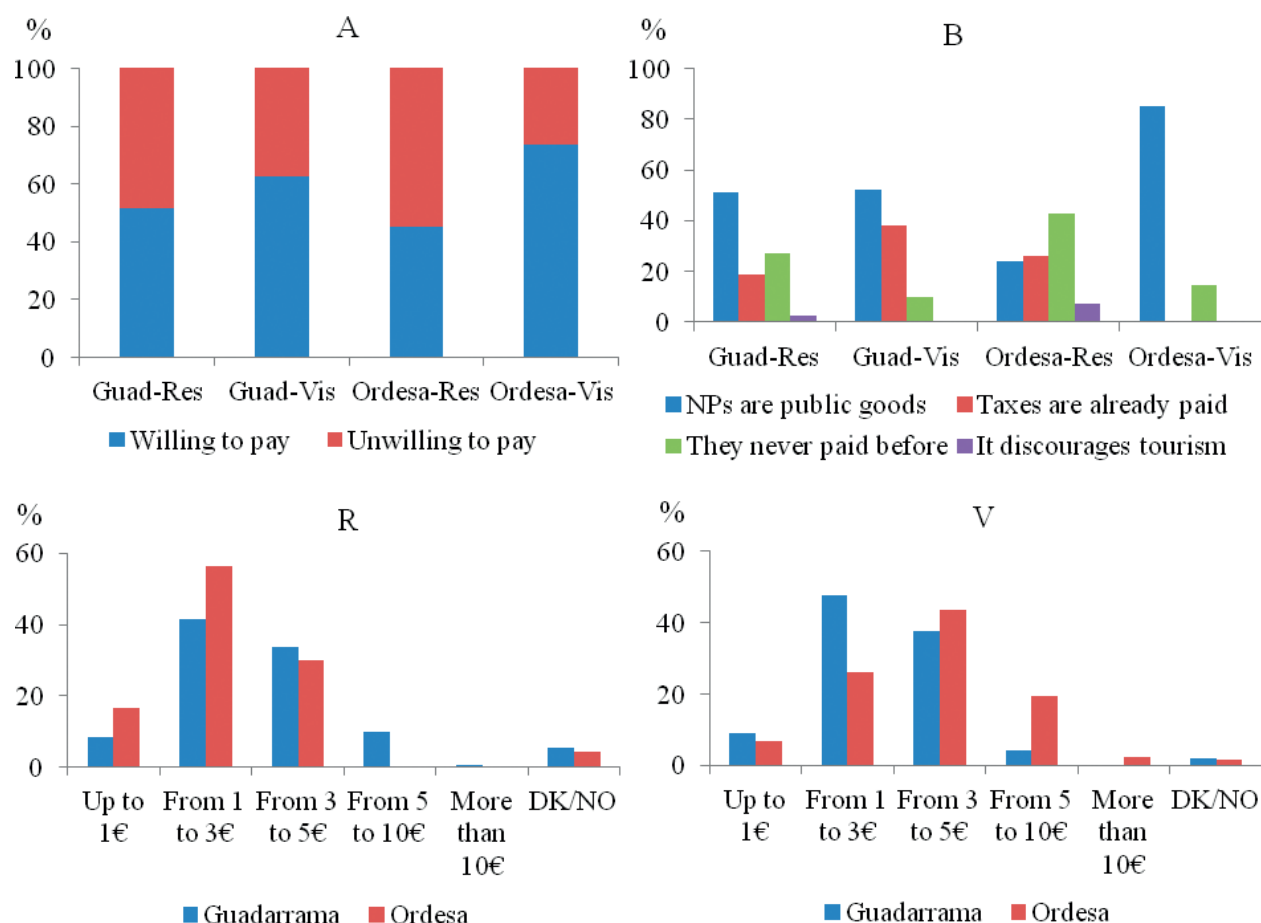 %
A
100
80
60
40
20
0
Guad-Res Guad-Vis Ordesa-Res Ordesa-Vis
Willing to pay Unwilling to pay
%
B
100
80
60
40
20
0
Guad-Res Guad-Vis Ordesa-Res Ordesa-Vis
NPs are public goods Taxes are already paid
They never paid before It discourages tourism
%
R
60
40
20
0
Up to From 1 From 3 From 5 More DK/NO
1€ to 3€ to 5€ to 10€ than
10€
Guadarrama Ordesa
%
V
60
40
20
0
Up to From 1 From 3 From 5 More DK/NO
1€ to 3€ to 5€ to 10€ than
10€
Guadarrama Ordesa